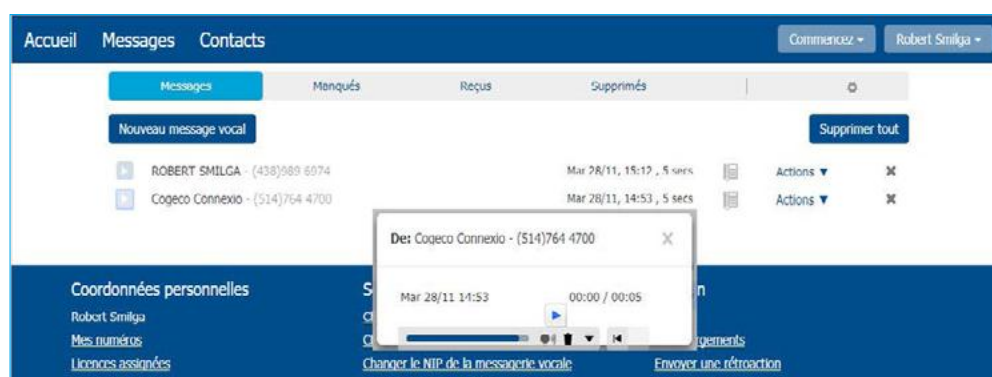 Accueil Messages Contacts Commencez Robert Smilga
Messages Manqués Reçus Supprimés
Nouveau message vocal Supprimer tout
ROBERT SMILGA - (438)989 6974 Mar 28/11, 15:12 , 5 secs Actions ▼
Cogeco Connexio - (514)764 4700 Mar 28/11, 14:53 , 5 secs Actions ▼
De: Cogeco Connexio - (514)764 4700 X
Coordonnées personnelles
Mar 28/11 14:53 00:00 / 00:05
Robert Smilga
Mes numéros
Licences assignées Changer le NIP de la messagerie vocale Envoyer une rétroaction